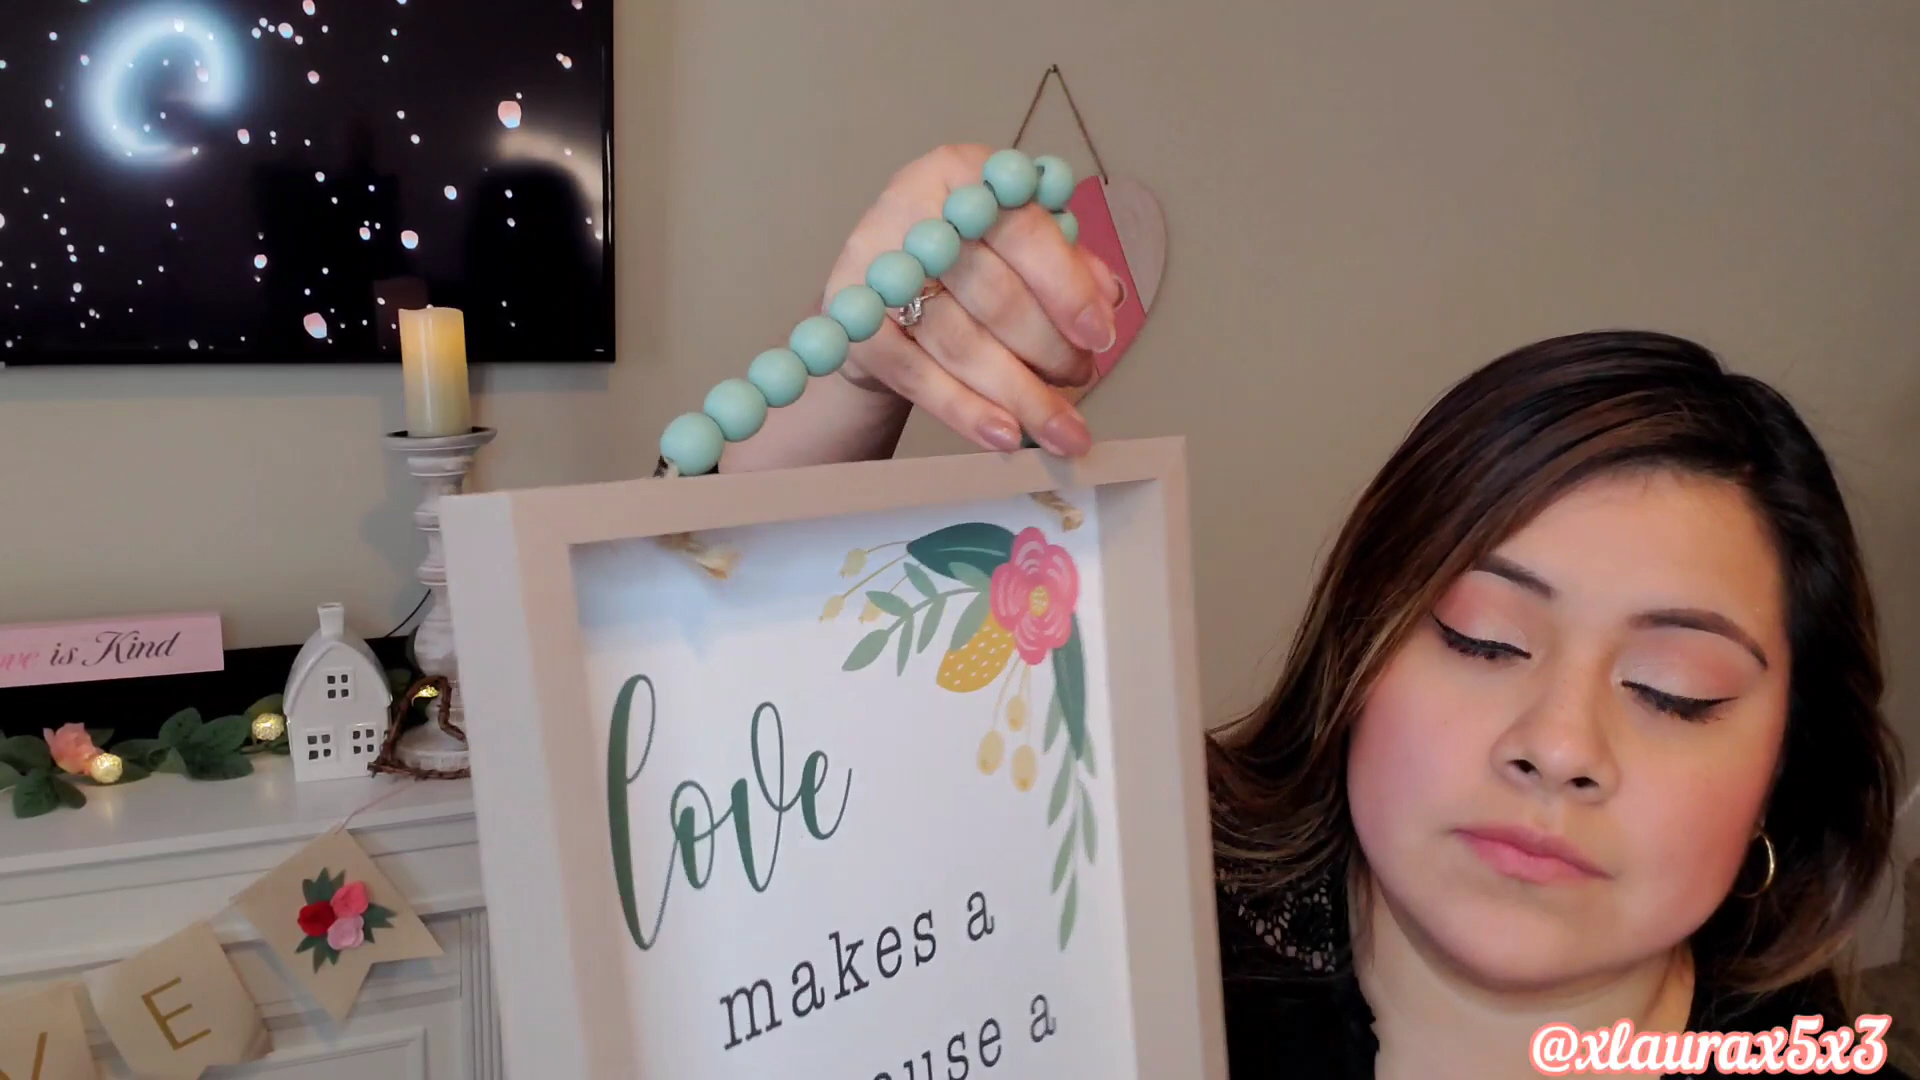 is Kind
love
makes a
a
V E
@xlaurax5x3